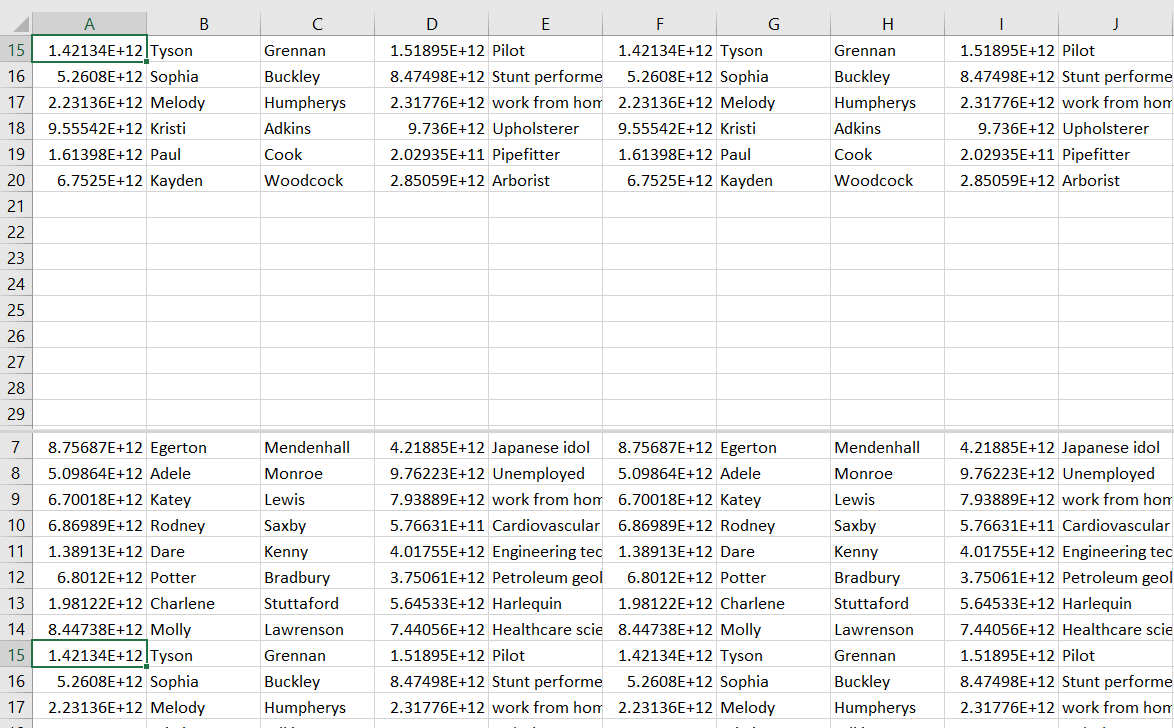 A B C D E F G H I J
15 1.42134E+12 Tyson Grennan 1.51895E+12 Pilot 1.42134E+12 Tyson Grennan 1.51895E+12 Pilot
16 5.2608E+12 Sophia Buckley 8.47498E+12 Stunt performe 5.2608E+12 Sophia Buckley 8.47498E+12 Stunt performe
17 2.23136E+12 Melody Humpherys 2.31776E+12 work from hom 2.23136E+12 Melody Humpherys 2.31776E+12 work from hom
18 9.55542E+12 Kristi Adkins 9.736E+12 Upholsterer 9.55542E+12 Kristi Adkins 9.736E+12 Upholsterer
19 1.61398E+12 Paul Cook 2.02935E+11 Pipefitter 1.61398E+12 Paul Cook 2.02935E+11 Pipefitter
20 6.7525E+12 Kayden Woodcock 2.85059E+12 Arborist 6.7525E+12 Kayden Woodcock 2.85059E+12 Arborist
21
22
23
24
25
26
27
28
29
7 8.75687E+12 Egerton Mendenhall 4.21885E+12 Japanese idol 8.75687E+12 Egerton Mendenhall 4.21885E+12 Japanese idol
8 5.09864E+12 Adele Monroe 9.76223E+12 Unemployed 5.09864E+12 Adele Monroe 9.76223E+12 Unemployed
9 6.70018E+12 Katey Lewis 7.93889E+12 work from hom 6.70018E+12 Katey Lewis 7.93889E+12 work from hom
10 6.86989E+12 Rodney Saxby 5.76631E+11 Cardiovascular 6.86989E+12 Rodney Saxby 5.76631E+11 Cardiovascular
11 1.38913E+12 Dare Kenny 4.01755E+12 Engineering tec 1.38913E+12 Dare Kenny 4.01755E+12 Engineering tec
12 6.8012E+12 Potter Bradbury 3.75061E+12 Petroleum geol 6.8012E+12 Potter Bradbury 3.75061E+12 Petroleum geol
13 1.98122E+12 Charlene Stuttaford 5.64533E+12 Harlequin 1.98122E+12 Charlene Stuttaford 5.64533E+12 Harlequin
14 8.44738E+12 Molly Lawrenson 7.44056E+12 Healthcare scie 8.44738E+12 Molly Lawrenson 7.44056E+12 Healthcare scie
15 1.42134E+12 Tyson Grennan 1.51895E+12 Pilot 1.42134E+12 Tyson Grennan 1.51895E+12 Pilot
16 5.2608E+12 Sophia Buckley 8.47498E+12 Stunt performe 5.2608E+12 Sophia Buckley 8.47498E+12 Stunt performe
17 2.23136E+12 Melody Humpherys 2.31776E+12 work from hom 2.23136E+12 Melody Humpherys 2.31776E+12 work from hom